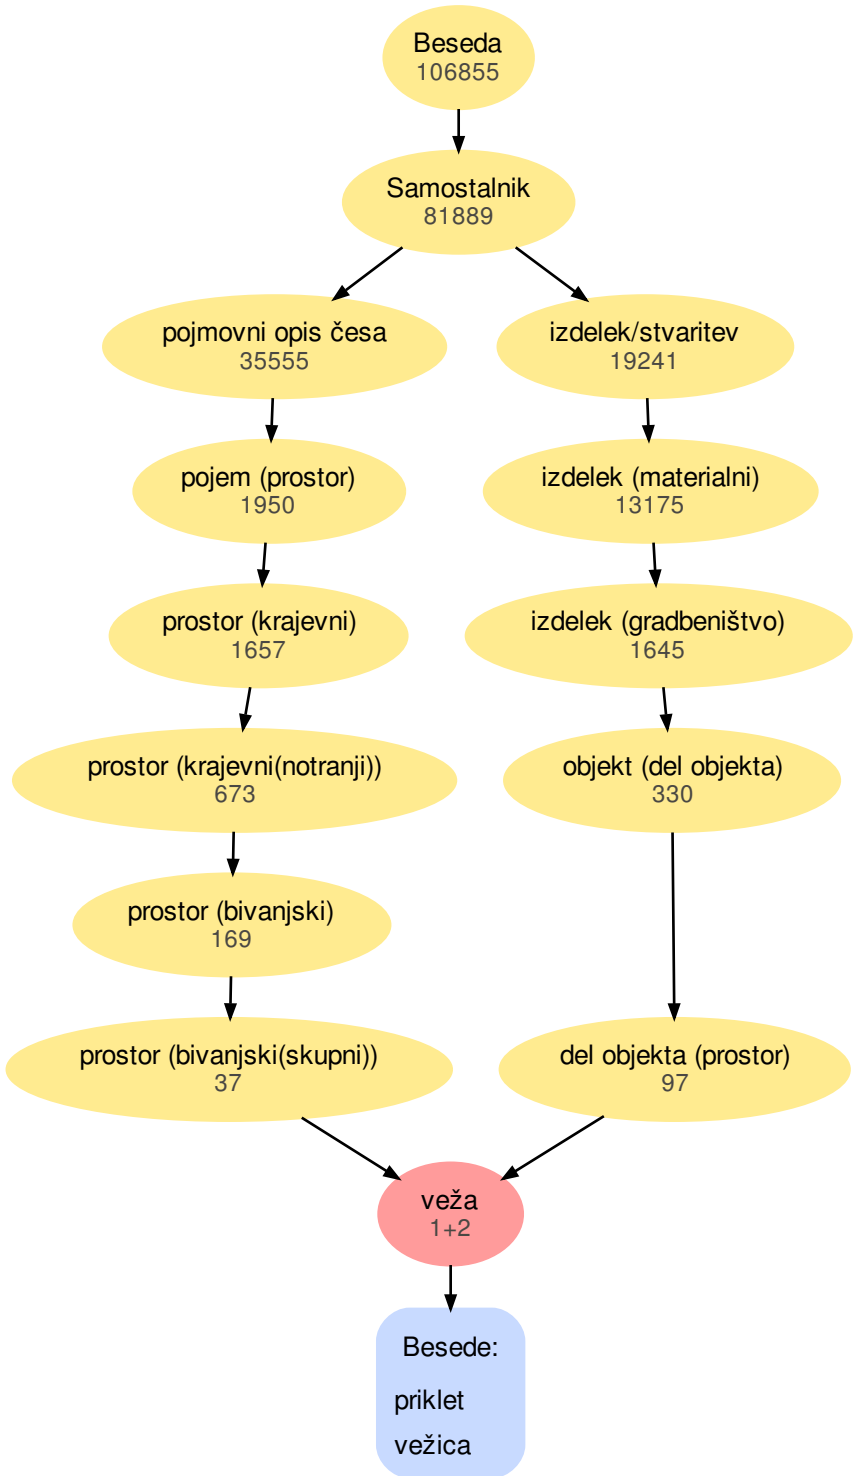 Beseda
106855
Samostalnik
81889
pojmovni opis česa
35555
izdelek/stvaritev
19241
pojem (prostor)
1950
izdelek (materialni)
13175
prostor (krajevni)
1657
izdelek (gradbeništvo)
1645
prostor (krajevni(notranji))
673
objekt (del objekta)
330
prostor (bivanjski)
169
prostor (bivanjski(skupni))
37
del objekta (prostor)
97
veža
1+2
Besede:
priklet
vežica